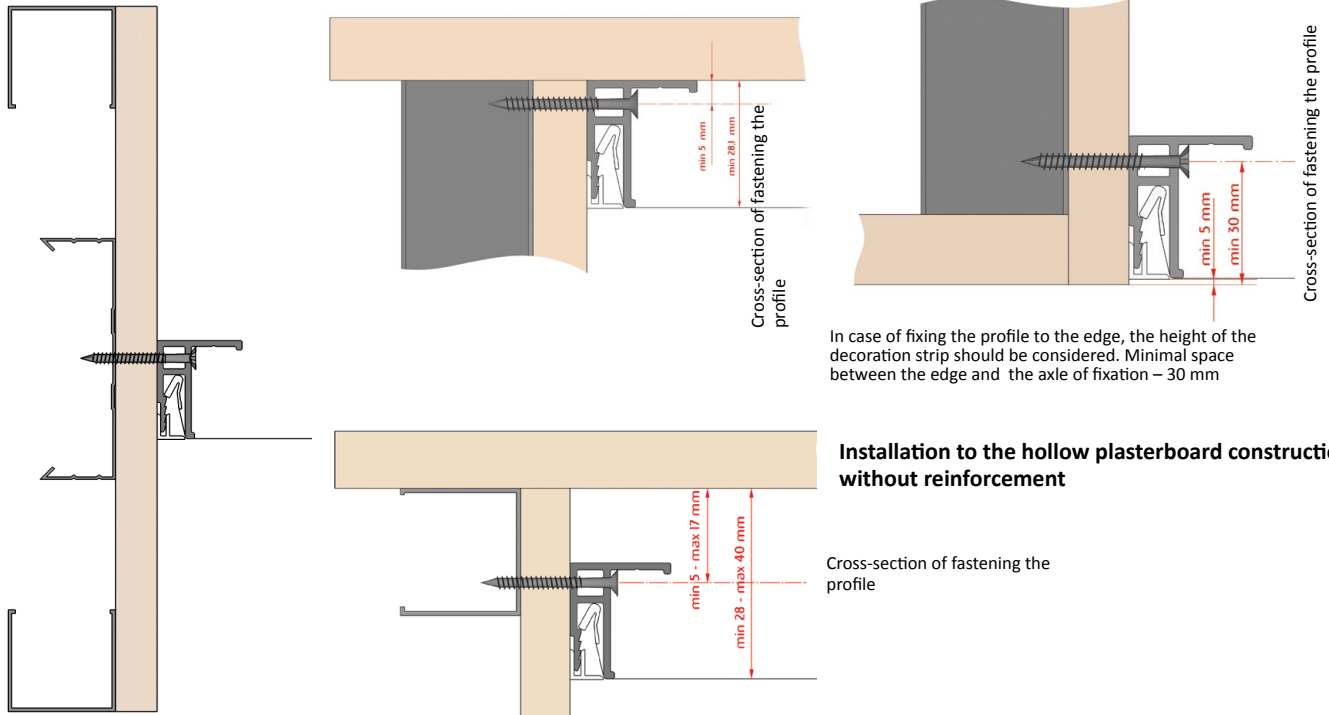 min 5 mm
min 28,1 mm
Cross-section of fastening the
profile
min 5 mm
min 30 mm
Cross-section of fastening the profile
In case of fixing the profile to the edge, the height of the
decoration strip should be considered. Minimal space
between the edge and the axle of fixation – 30 mm
Installation to the hollow plasterboard constructi
without reinforcement
min 5 - max 17 mm
min 28 - max 40 mm
Cross-section of fastening the
profile